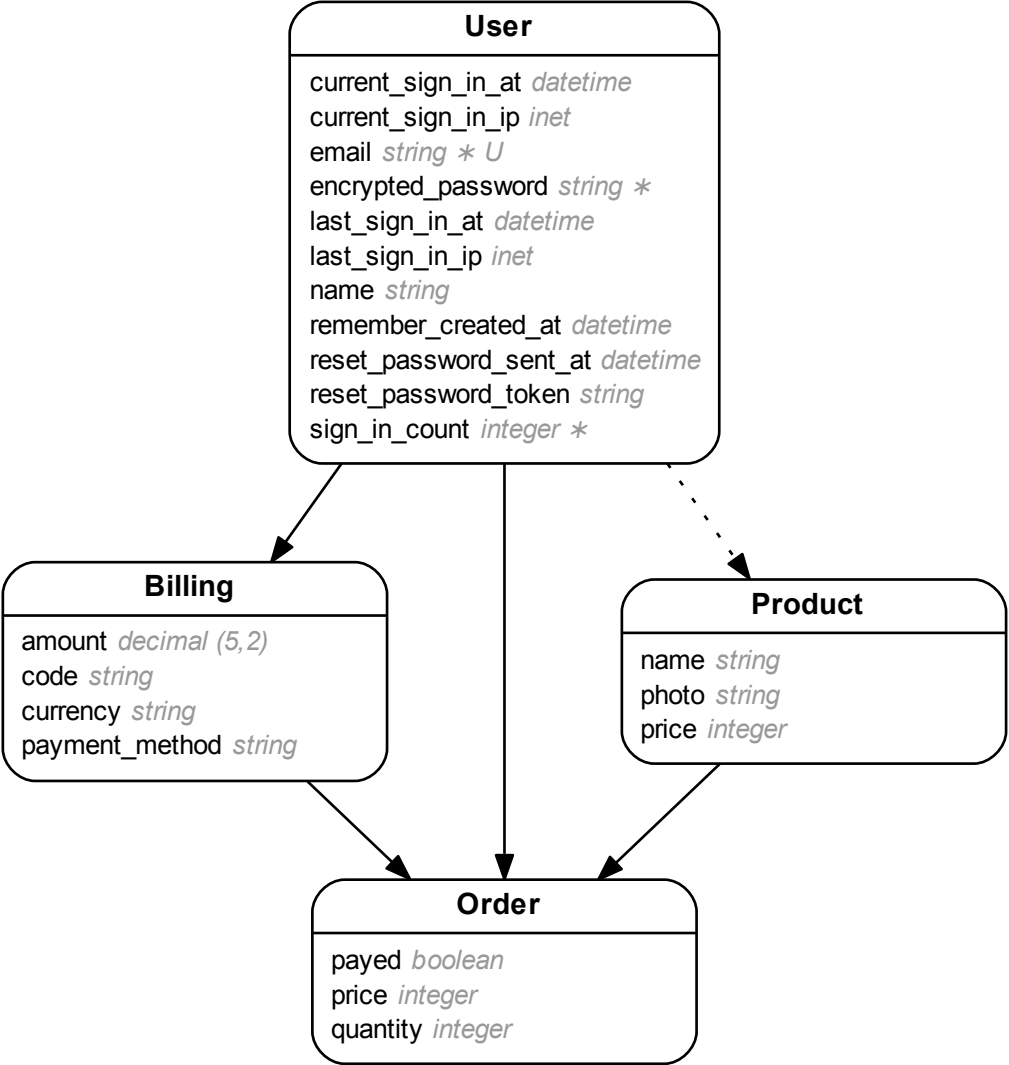 User
current_sign_in_at datetime
current_sign_in_ip inet
email string ∗ U
encrypted_password string ∗
last_sign_in_at datetime
last_sign_in_ip inet
name string
remember_created_at datetime
reset_password_sent_at datetime
reset_password_token string
sign_in_count integer ∗
Billing
amount decimal (5,2)
code string
currency string
payment_method string
Product
name string
photo string
price integer
Order
payed boolean
price integer
quantity integer